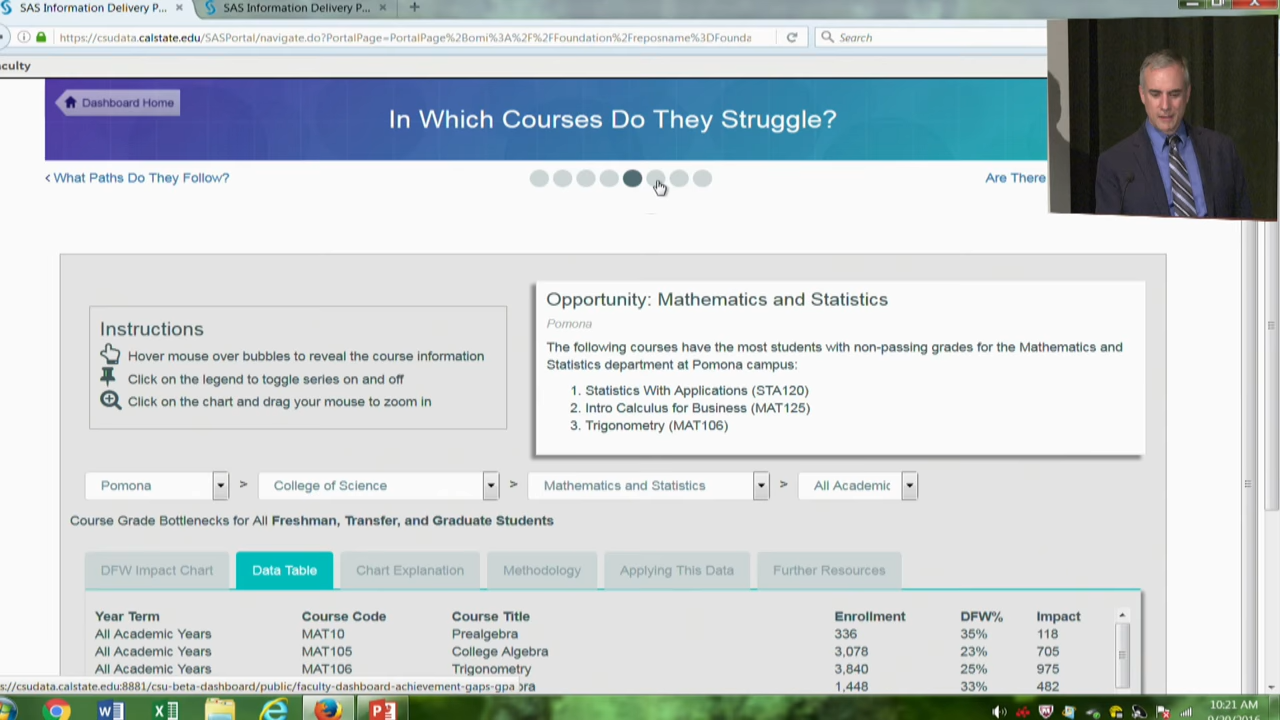 SAS Information Delivery P... × SAS Information Delivery P... × +
https://csudata.calstate.edu/SASPortal/navigate.do?PortalPage=PortalPage%2Bomi%3A%2F%2FFoundation%2Freposname%3DFounda Search
culty
Dashboard Home
In Which Courses Do They Struggle?
< What Paths Do They Follow?
Are There
Instructions
Hover mouse over bubbles to reveal the course information
Click on the legend to toggle series on and off
Click on the chart and drag your mouse to zoom in
Opportunity: Mathematics and Statistics
Pomona
The following courses have the most students with non-passing grades for the Mathematics and
Statistics department at Pomona campus:
1. Statistics With Applications (STA120)
2. Intro Calculus for Business (MAT125)
3. Trigonometry (MAT106)
Pomona > College of Science > Mathematics and Statistics > All Academic
Course Grade Bottlenecks for All Freshman, Transfer, and Graduate Students
DFW Impact Chart Data Table Chart Explanation Methodology Applying This Data Further Resources
Year Term Course Code Course Title Enrollment DFW% Impact
All Academic Years MAT10 Prealgebra 336 35% 118
All Academic Years MAT105 College Algebra 3,078 23% 705
All Academic Years MAT106 Trigonometry 3,840 25% 975
s://csudata.calstate.edu:8881/csu-beta-dashboard/public/faculty-dashboard-achievement-gaps-gpa bra 1,448 33% 482
10:21 AM